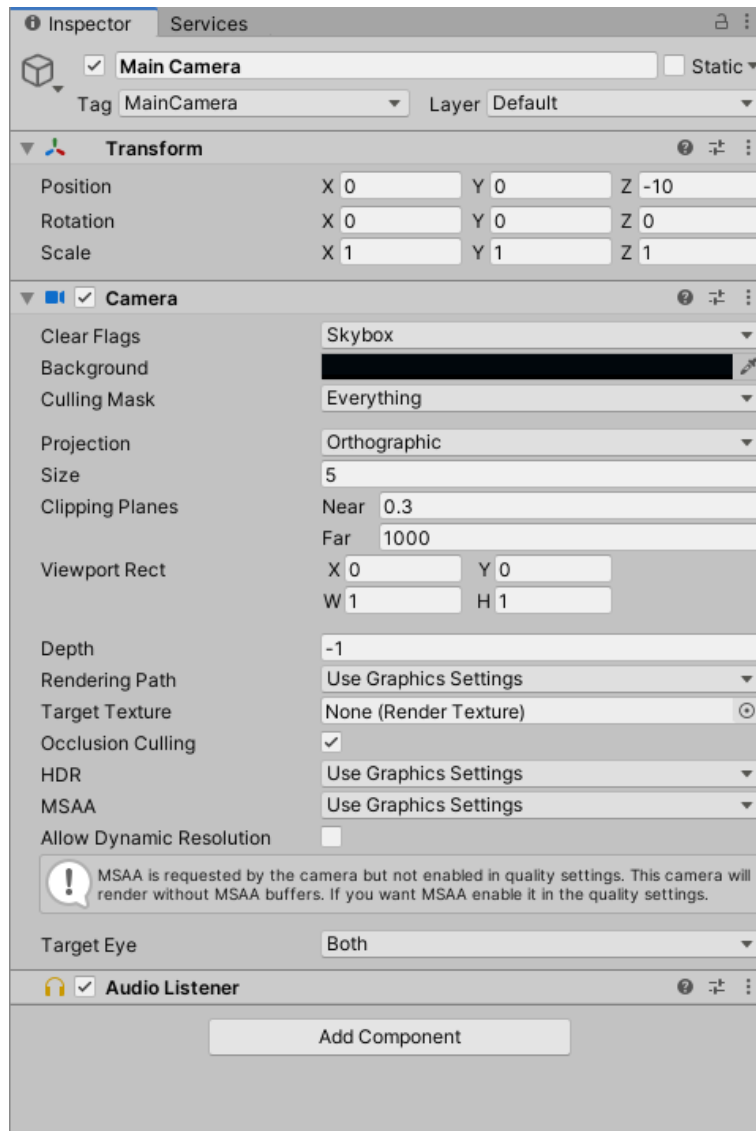 Inspector Services
Main Camera Static
Tag MainCamera Layer Default
Transform
Position X 0 Y 0 Z -10
Rotation X 0 Y 0 Z 0
Scale X 1 Y 1 Z 1
Camera
Clear Flags Skybox
Background
Culling Mask Everything
Projection Orthographic
Size 5
Clipping Planes Near 0.3
Far 1000
Viewport Rect X 0 Y 0
W 1 H 1
Depth -1
Rendering Path Use Graphics Settings
Target Texture None (Render Texture)
Occlusion Culling
HDR Use Graphics Settings
MSAA Use Graphics Settings
Allow Dynamic Resolution
MSAA is requested by the camera but not enabled in quality settings. This camera will
render without MSAA buffers. If you want MSAA enable it in the quality settings.
Target Eye Both
Audio Listener
Add Component